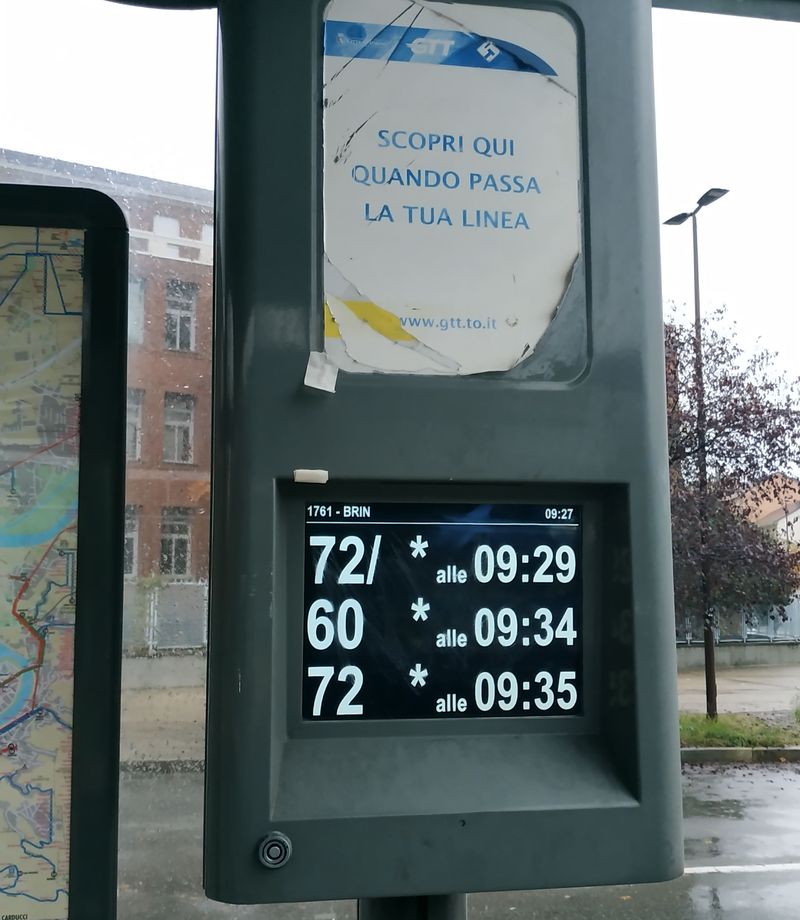 GTT
SCOPRI QUI
QUANDO PASSA
LA TUA LINEA
www.gtt.to.it
1761 - BRIN 09:27
72/ * alle 09:29
60 * alle 09:34
72 * alle 09:35
CARDUCCI